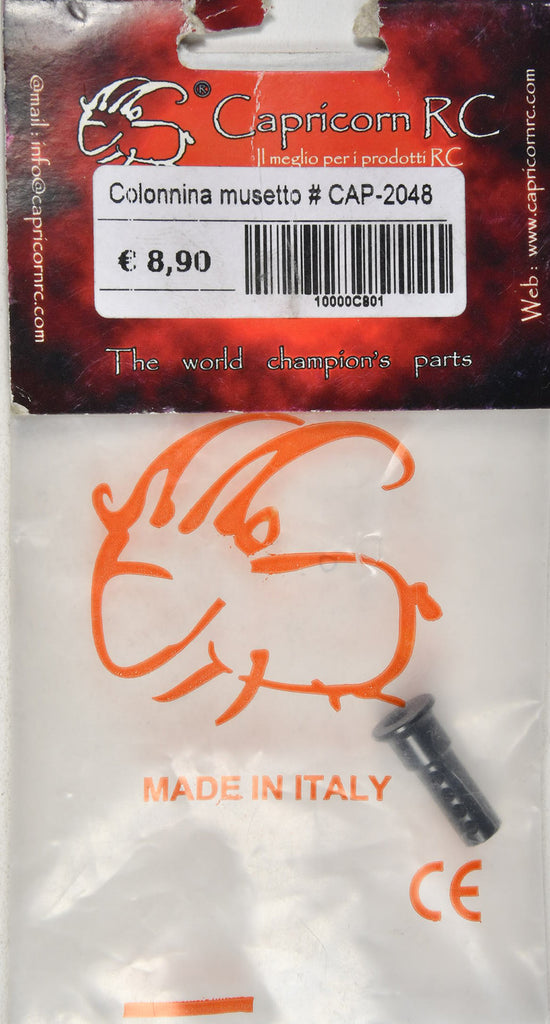 ®
Capricorn RC
Il meglio per i prodotti RC
@mail : info@capricornrc.com
Web : www.capricornrc.com
Colonnina musetto # CAP-2048
€ 8,90
10000C801
The world champion's parts
MADE IN ITALY
CE